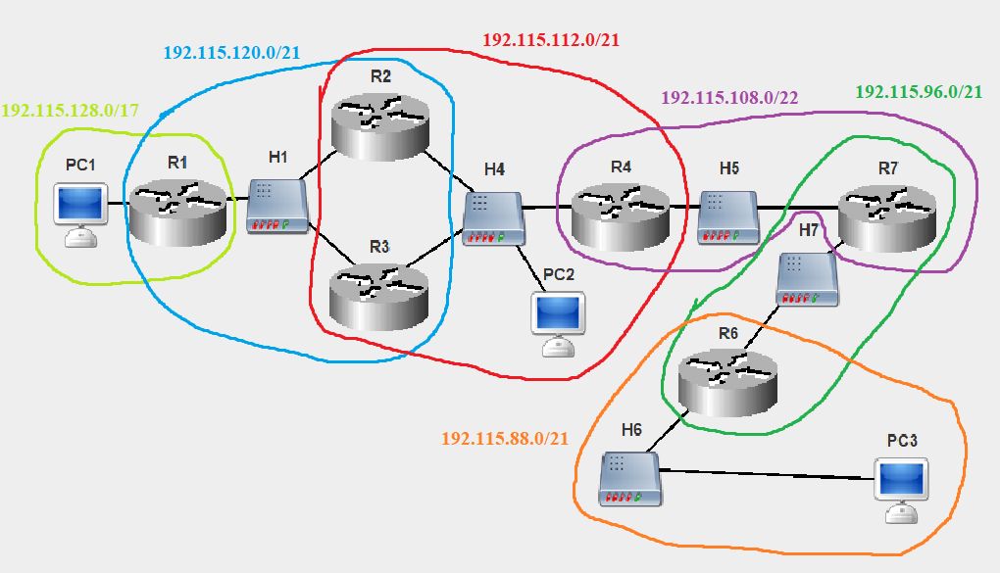 192.115.112.0/21
192.115.120.0/21
R2
192.115.108.0/22
192.115.96.0/21
192.115.128.0/17
PC1
R1
H1
H4
R4
H5
R7
H7
R3
PC2
R6
H6
192.115.88.0/21
PC3